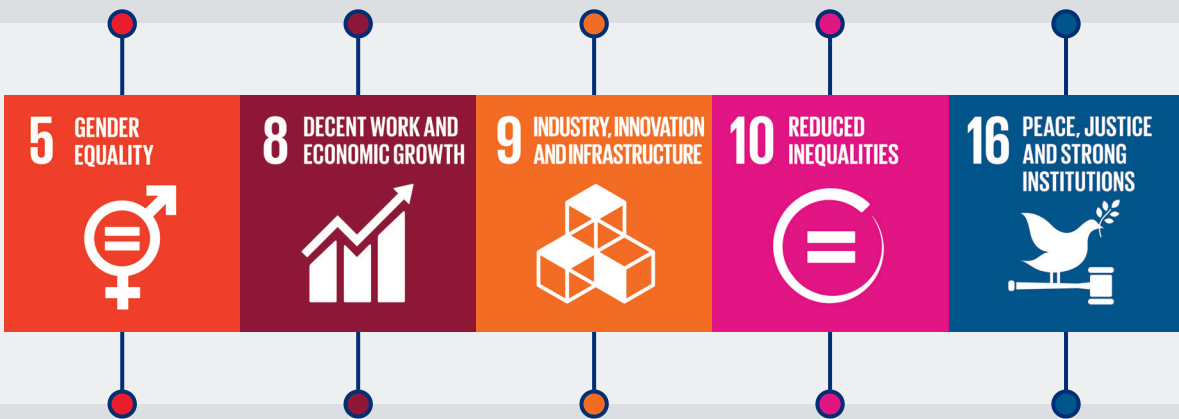 5 GENDER
EQUALITY
8 DECENT WORK AND
ECONOMIC GROWTH
9 INDUSTRY, INNOVATION
AND INFRASTRUCTURE
10 REDUCED
INEQUALITIES
16 PEACE, JUSTICE
AND STRONG
INSTITUTIONS